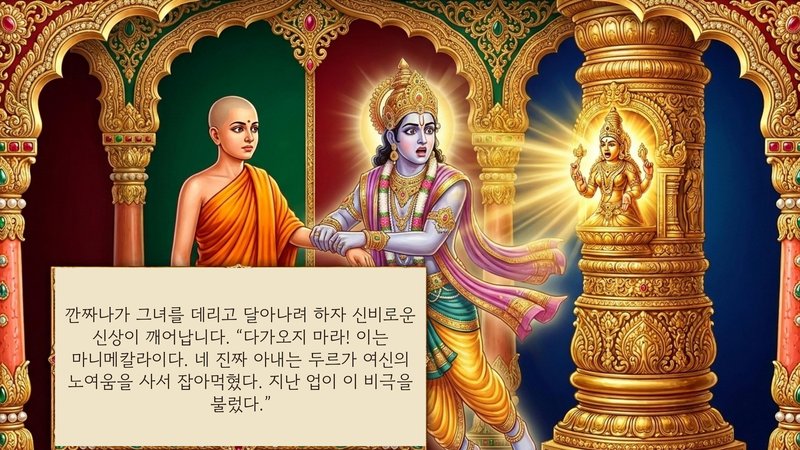 깐짜나가 그녀를 데리고 달아나려 하자 신비로운
신상이 깨어납니다. “다가오지 마라! 이는
마니메칼라이다. 네 진짜 아내는 두르가 여신의
노여움을 사서 잡아먹혔다. 지난 업이 이 비극을
불렀다.”